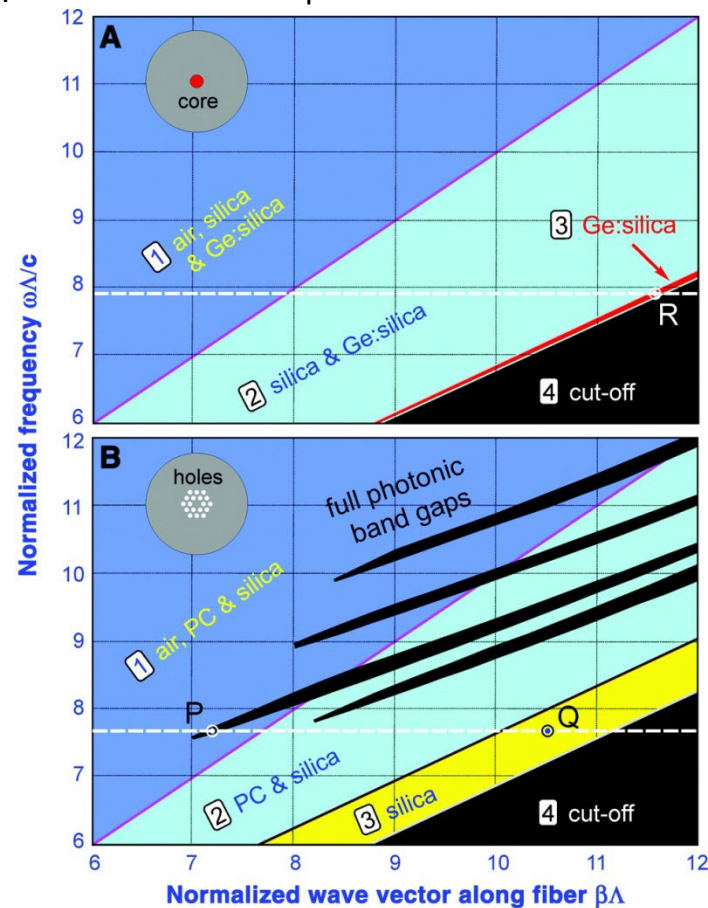 12
A
11
core
10
1 air, silica
& Ge:silica
9
3 Ge:silica
8
R
7
2 silica & Ge:silica
4 cut-off
6
Normalized frequency ωΛ/c
12
B
holes
11
full photonic
band gaps
10
1 air, PC & silica
9
8
P
Q
7
2 PC & silica
3 silica
4 cut-off
6
6 7 8 9 10 11 12
Normalized wave vector along fiber βΛ